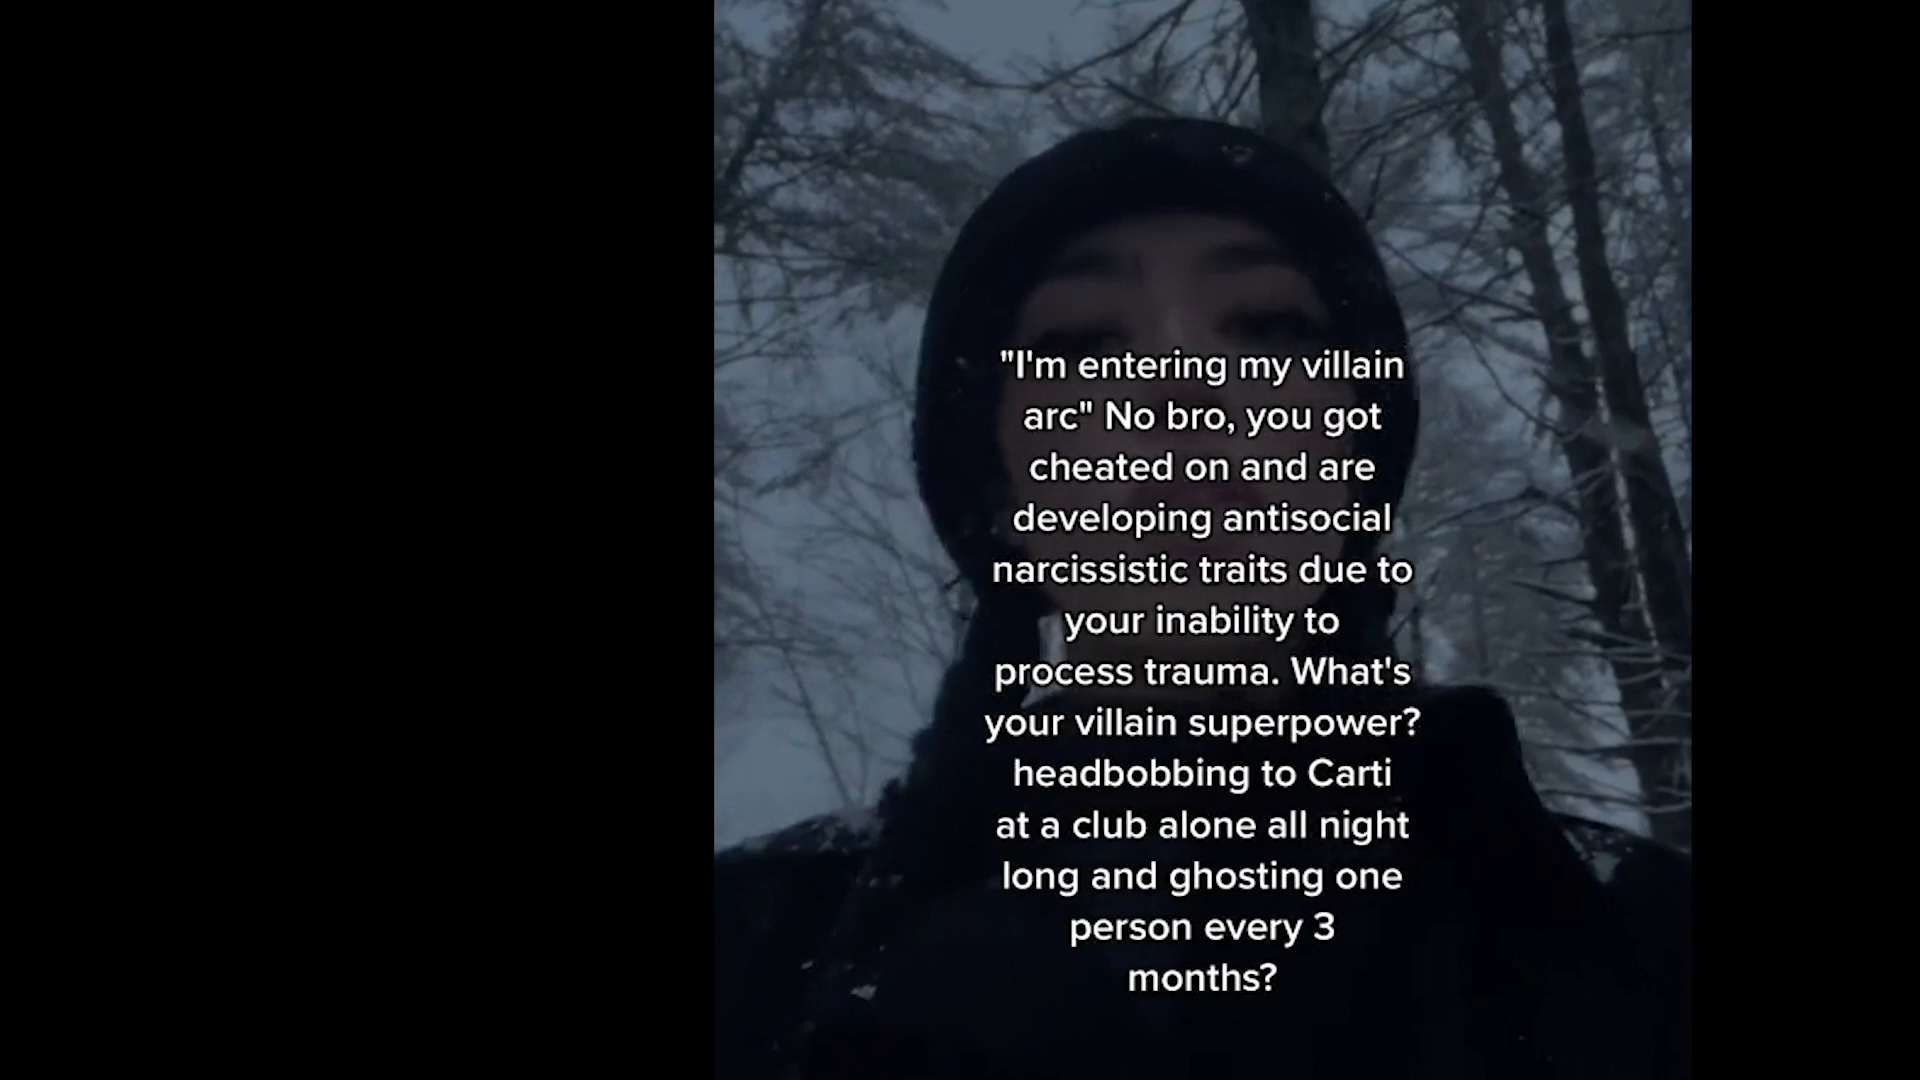 "I'm entering my villain
arc" No bro, you got
cheated on and are
developing antisocial
narcissistic traits due to
your inability to
process trauma. What's
your villain superpower?
headbobbing to Carti
at a club alone all night
long and ghosting one
person every 3
months?